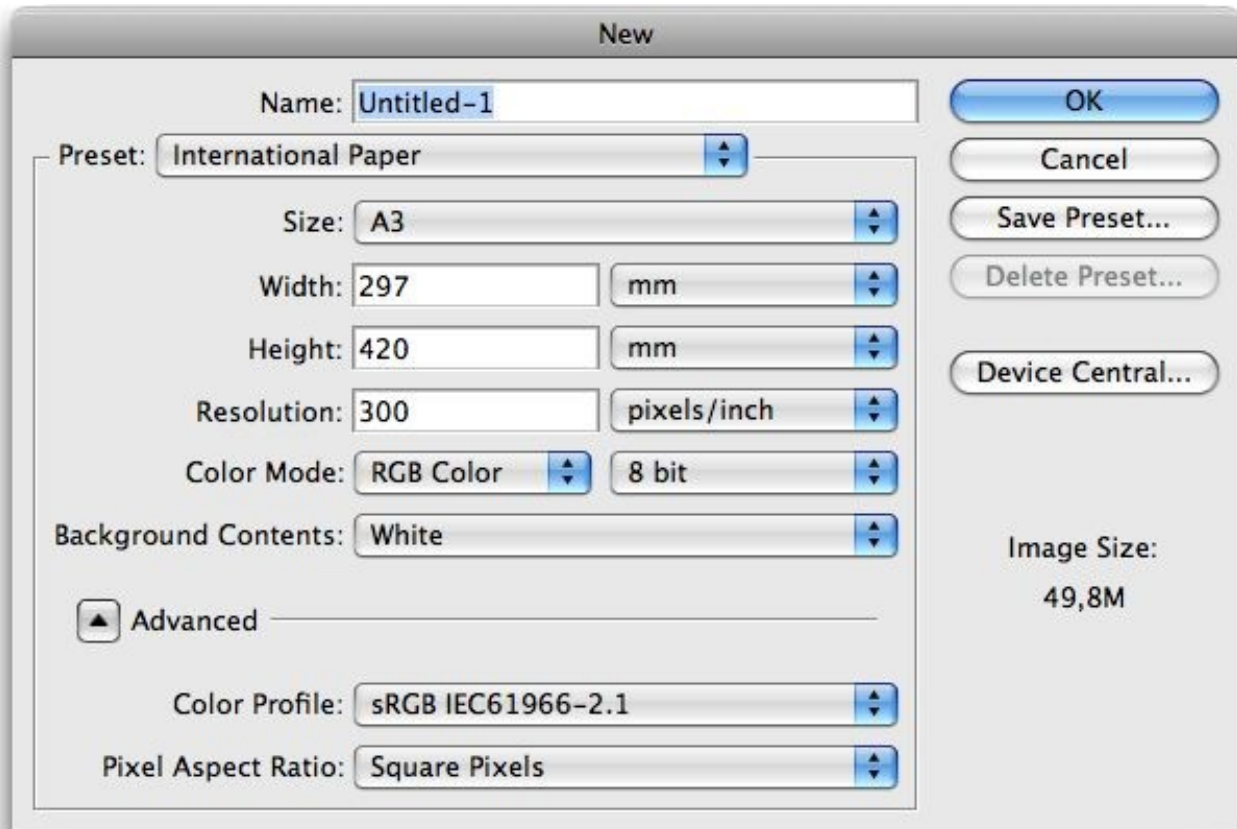 New
Name: Untitled-1
OK
Preset: International Paper
Cancel
Size: A3
Save Preset...
Width: 297 mm
Delete Preset...
Height: 420 mm
Device Central...
Resolution: 300 pixels/inch
Color Mode: RGB Color 8 bit
Background Contents: White
Image Size:
49,8M
Advanced
Color Profile: sRGB IEC61966-2.1
Pixel Aspect Ratio: Square Pixels